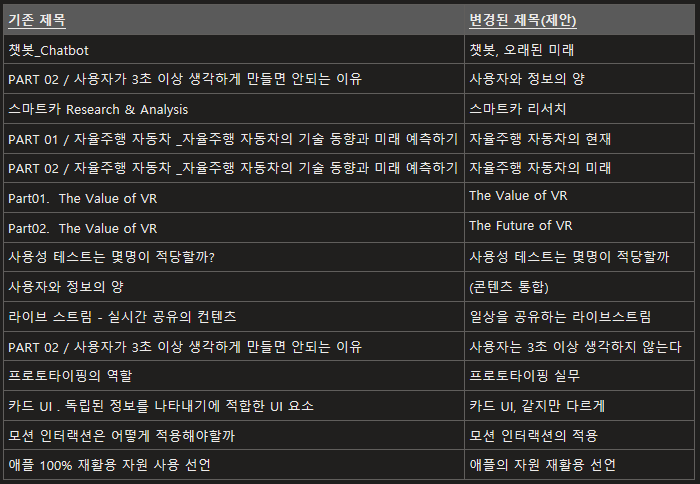 기존 제목 변경된 제목(제안)
챗봇_Chatbot 챗봇, 오래된 미래
PART 02 / 사용자가 3초 이상 생각하게 만들면 안되는 이유 사용자와 정보의 양
스마트카 Research & Analysis 스마트카 리서치
PART 01 / 자율주행 자동차 _자율주행 자동차의 기술 동향과 미래 예측하기 자율주행 자동차의 현재
PART 02 / 자율주행 자동차 _자율주행 자동차의 기술 동향과 미래 예측하기 자율주행 자동차의 미래
Part01. The Value of VR The Value of VR
Part02. The Value of VR The Future of VR
사용성 테스트는 몇명이 적당할까? 사용성 테스트는 몇명이 적당할까
사용자와 정보의 양 (콘텐츠 통합)
라이브 스트림 - 실시간 공유의 컨텐츠 일상을 공유하는 라이브스트림
PART 02 / 사용자가 3초 이상 생각하게 만들면 안되는 이유 사용자는 3초 이상 생각하지 않는다
프로토타이핑의 역할 프로토타이핑 실무
카드 UI . 독립된 정보를 나타내기에 적합한 UI 요소 카드 UI, 같지만 다르게
모션 인터랙션은 어떻게 적용해야할까 모션 인터랙션의 적용
애플 100% 재활용 자원 사용 선언 애플의 자원 재활용 선언